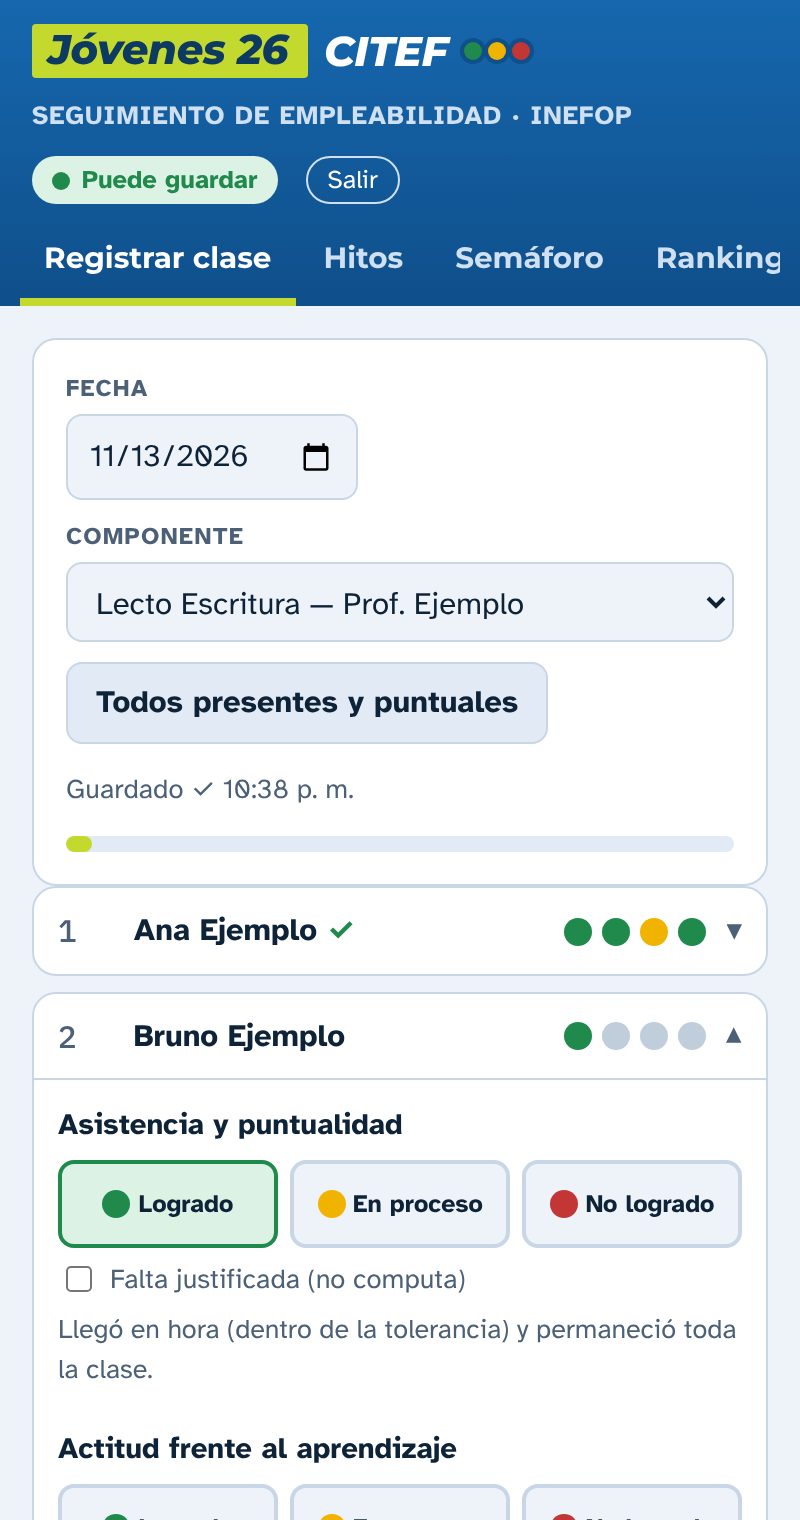 Jóvenes 26 CITEF
SEGUIMIENTO DE EMPLEABILIDAD · INEFOP
Puede guardar Salir
Registrar clase Hitos Semáforo Ranking
FECHA
11/13/2026
COMPONENTE
Lecto Escritura — Prof. Ejemplo
Todos presentes y puntuales
Guardado ✓ 10:38 p. m.
1 Ana Ejemplo ✓ ▼
2 Bruno Ejemplo ▲
Asistencia y puntualidad
Logrado En proceso No logrado
Falta justificada (no computa)
Llegó en hora (dentro de la tolerancia) y permaneció toda
la clase.
Actitud frente al aprendizaje